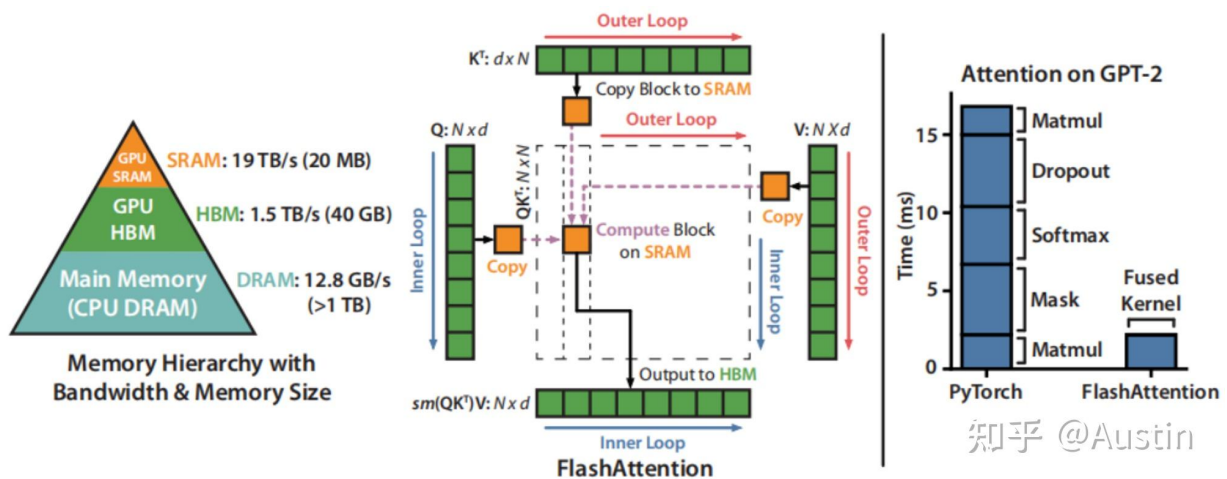 GPU
SRAM
SRAM: 19 TB/s (20 MB)
GPU
HBM
HBM: 1.5 TB/s (40 GB)
Main Memory
(CPU DRAM)
DRAM: 12.8 GB/s
(>1 TB)
Memory Hierarchy with
Bandwidth & Memory Size
Outer Loop
Kᵀ: d x N
Copy Block to SRAM
Outer Loop
Q: N x d
V: N X d
QKᵀ: N x N
Copy
Compute Block
on SRAM
Copy
Inner Loop
Inner Loop
Outer Loop
Output to HBM
sm(QKᵀ)V: N x d
Inner Loop
FlashAttention
Attention on GPT-2
Time (ms)
15
10
5
0
Matmul
Dropout
Softmax
Mask
Matmul
Fused
Kernel
PyTorch
FlashAttention
知乎 @Austin